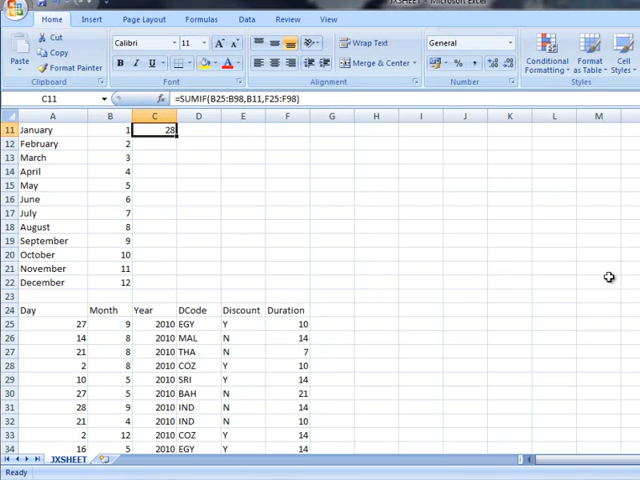 JXSHEET - Microsoft Excel
Home Insert Page Layout Formulas Data Review View
Paste Cut Copy Format Painter
Calibri 11 A A Wrap Text General Conditional Formatting Format as Table Cell Styles
B I U A Merge & Center % , .0 .00 .00 .0
Clipboard Font Alignment Number Styles
C11 fx =SUMIF(B25:B98,B11,F25:F98)
A B C D E F G H I J K L M
11 January 1 28
12 February 2
13 March 3
14 April 4
15 May 5
16 June 6
17 July 7
18 August 8
19 September 9
20 October 10
21 November 11
22 December 12
23
24 Day Month Year DCode Discount Duration
25 27 9 2010 EGY Y 10
26 14 8 2010 MAL N 14
27 21 8 2010 THA N 7
28 2 8 2010 COZ Y 10
29 10 5 2010 SRI Y 14
30 27 5 2010 BAH N 21
31 28 9 2010 IND N 14
32 21 4 2010 IND N 10
33 2 12 2010 COZ Y 14
34 16 5 2010 EGY Y 14
JXSHEET
Ready